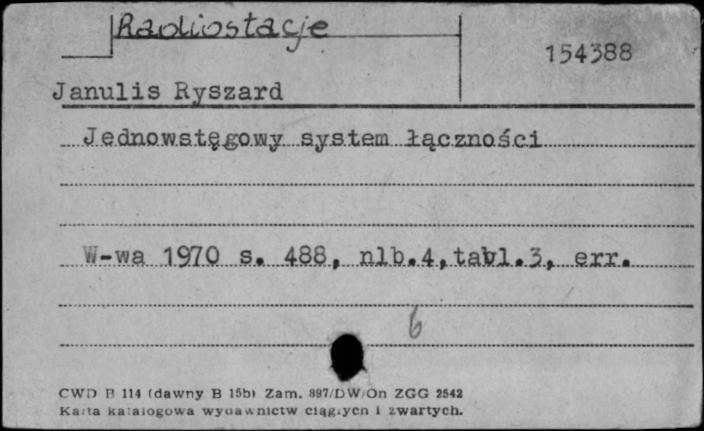 Radiostacje
154388
Janulis Ryszard
Jednowstęgowy system łączności
W-wa 1970 s. 488, nlb.4,tabl.3, err.
6
CWD B 114 (dawny B 15b) Zam. 897/DW/On ZGG 2542
Karta katalogowa wydawnictw ciągłych i zwartych.